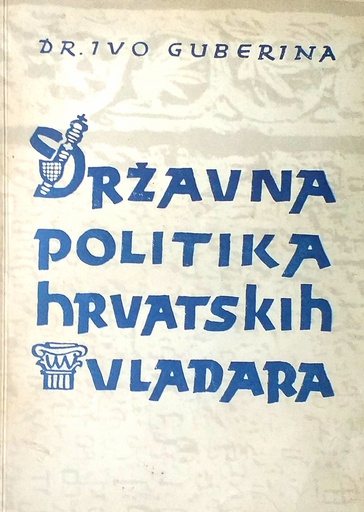 DR. IVO GUBERINA
DRŽAVNA
POLITIKA
hRVATSKih
VLADARA